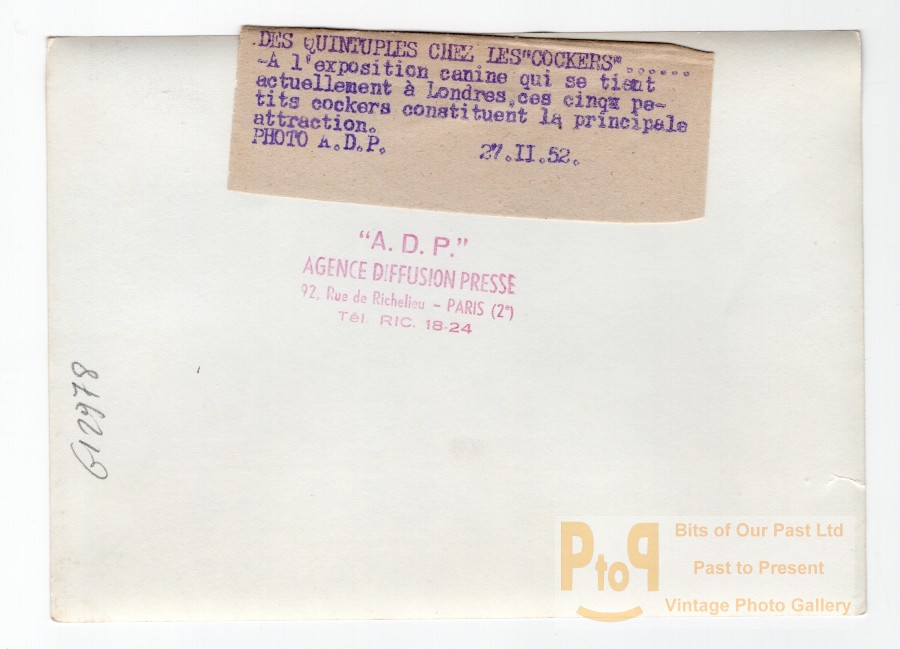 DES QUINTUPLES CHEZ LES"COCKERS"......
-A l'exposition canine qui se tient
actuellement à Londres,ces cinqx pe-
tits cockers constituent la principale
attraction.
PHOTO A.D.P. 27.II.52.
"A. D. P."
AGENCE DIFFUSION PRESSE
92, Rue de Richelieu - PARIS (2e)
Tél. RIC. 18-24
G12978
PtoP
Bits of Our Past Ltd
Past to Present
Vintage Photo Gallery